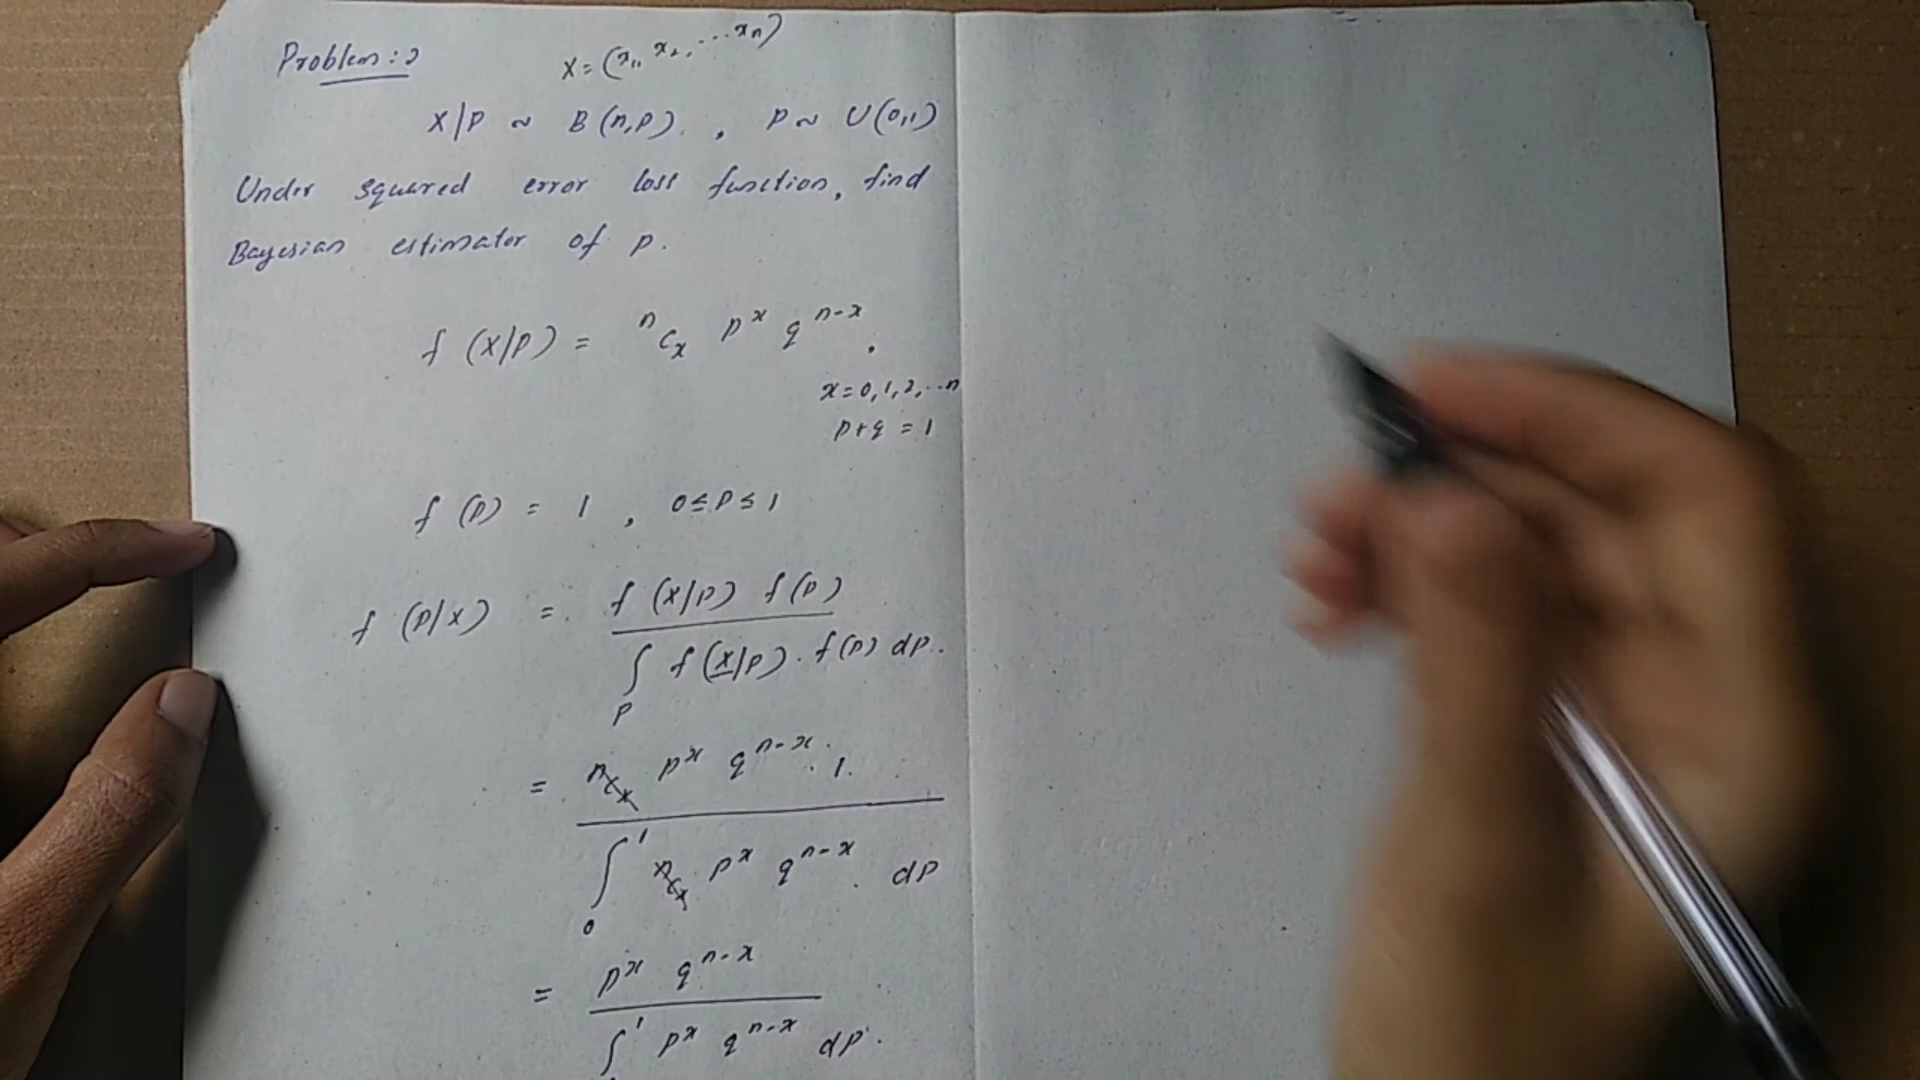 Problem: 2
X = (x₁, x₂, ... xₙ)
X/P ~ B(n,p), P ~ U(0,1)
Under squared error loss function, find
Bayesian estimator of p.
f (X/P) = ⁿCₓ pˣ qⁿ⁻ˣ.
x = 0,1,2,..n
p+q = 1
f (P) = 1 , 0≤P≤1
f (P/X) = f (X/P) f(P)
∫ f (X/P). f(P) dP.
P
= ⁿCₓ pˣ qⁿ⁻ˣ . 1.
∫₀¹ ⁿCₓ pˣ qⁿ⁻ˣ . dp
= pˣ qⁿ⁻ˣ
∫ ¹ pˣ qⁿ⁻ˣ dp.